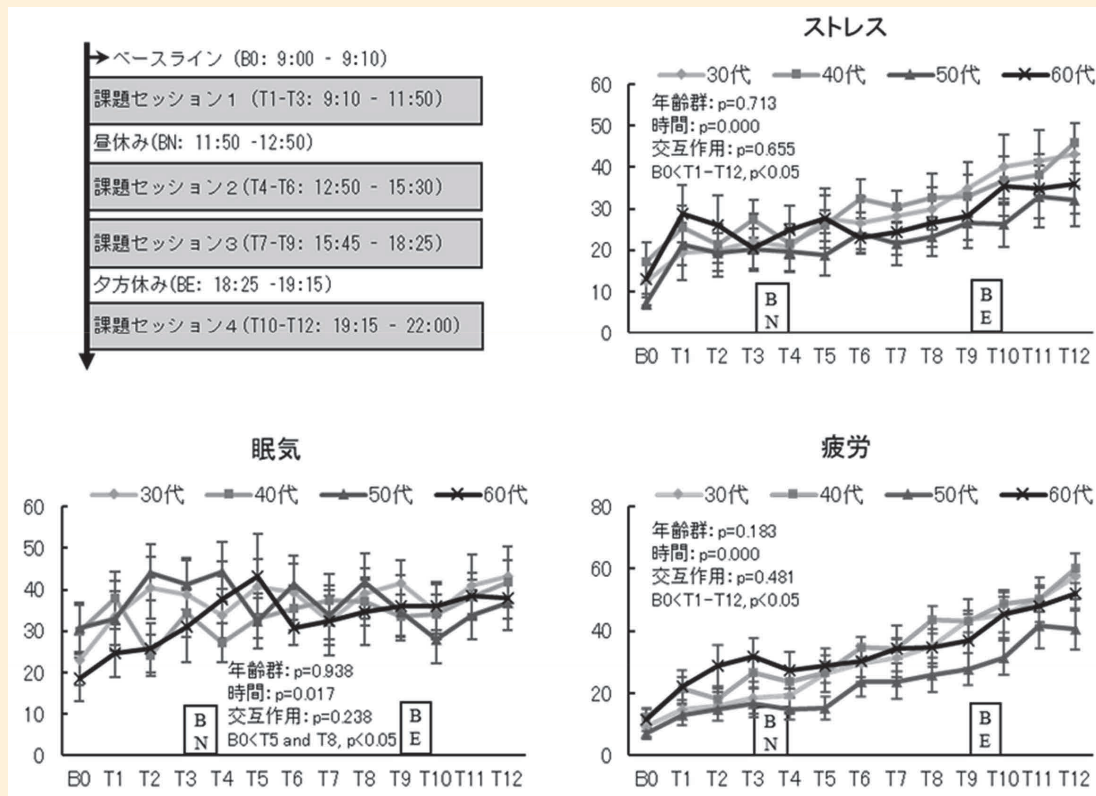 ベースライン (B0: 9:00 - 9:10)
課題セッション1 (T1-T3: 9:10 - 11:50)
昼休み(BN: 11:50 -12:50)
課題セッション2(T4-T6: 12:50 - 15:30)
課題セッション3(T7-T9: 15:45 - 18:25)
夕方休み(BE: 18:25 -19:15)
課題セッション4(T10-T12: 19:15 - 22:00)
ストレス
30代 40代 50代 60代
年齢群: p=0.713
時間: p=0.000
交互作用: p=0.655
B0<T1-T12, p<0.05
60
50
40
30
20
10
0
BN
BE
B0 T1 T2 T3 T4 T5 T6 T7 T8 T9 T10 T11 T12
眠気
30代 40代 50代 60代
60
50
40
30
20
10
0
年齢群: p=0.938
時間: p=0.017
交互作用: p=0.238
B0<T5 and T8, p<0.05
BN
BE
B0 T1 T2 T3 T4 T5 T6 T7 T8 T9 T10 T11 T12
疲労
30代 40代 50代 60代
年齢群: p=0.183
時間: p=0.000
交互作用: p=0.481
B0<T1-T12, p<0.05
80
60
40
20
0
BN
BE
B0 T1 T2 T3 T4 T5 T6 T7 T8 T9 T10 T11 T12